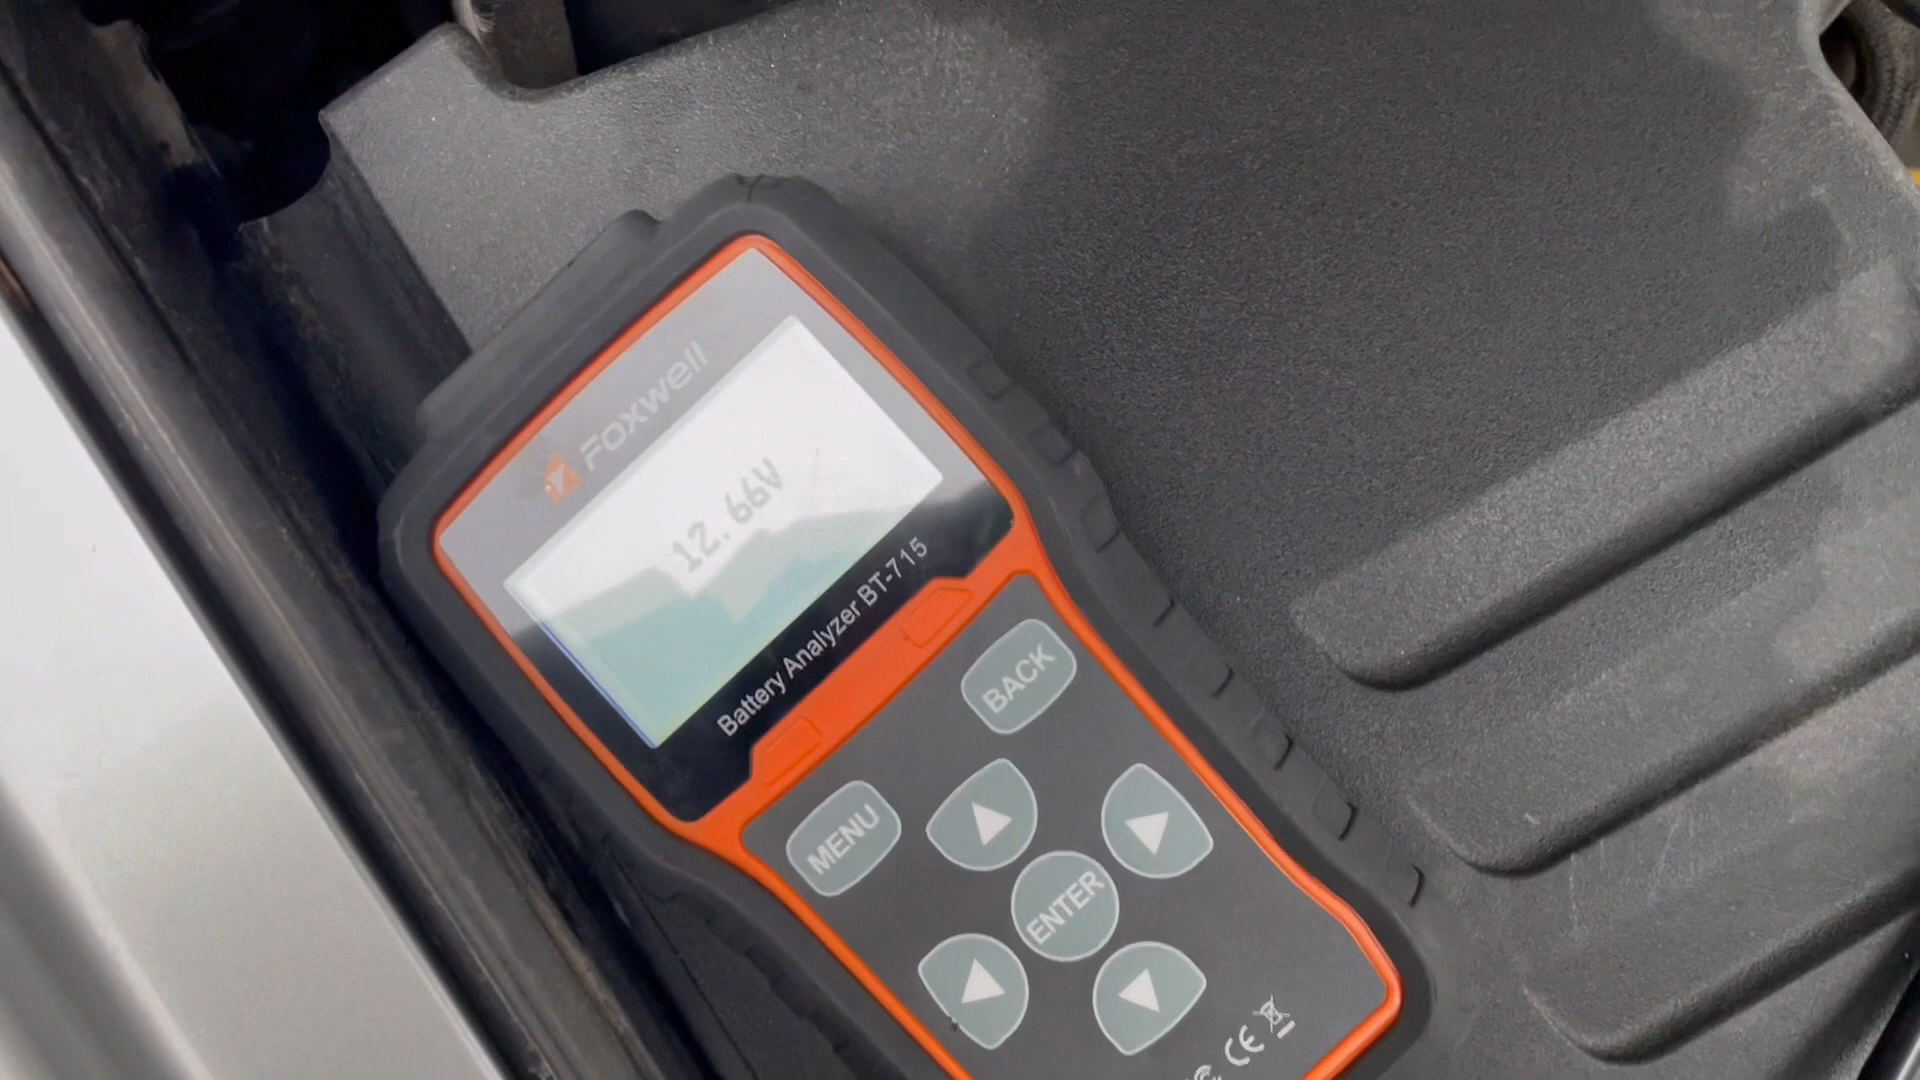 Foxwell
12.66V
Battery Analyzer BT-715
BACK
MENU
ENTER
CE